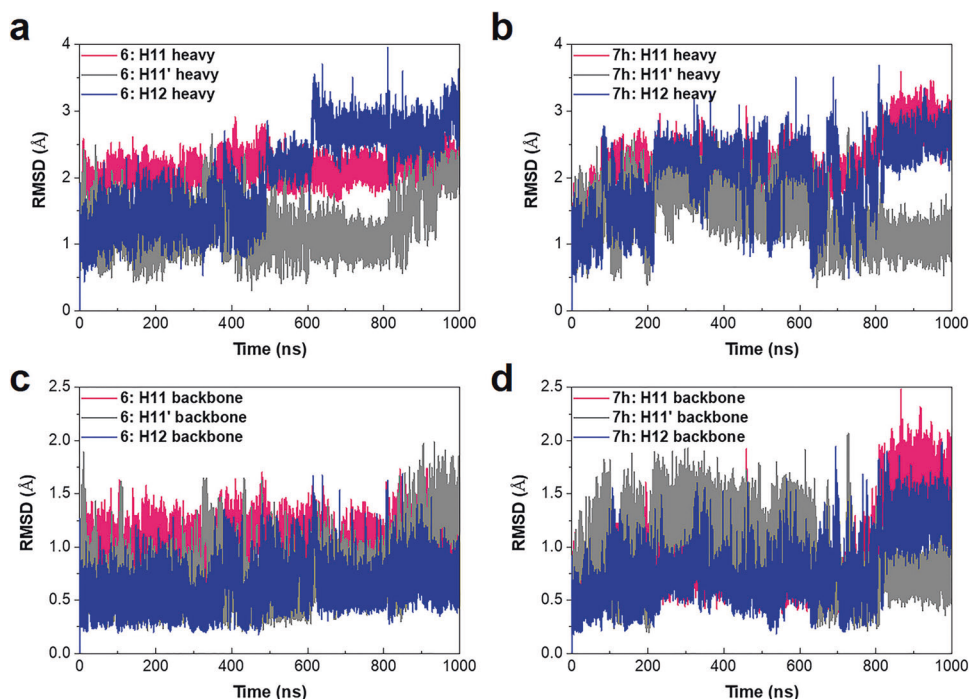 a
6: H11 heavy
6: H11' heavy
6: H12 heavy
RMSD (Å)
4
3
2
1
0
0 200 400 600 800 1000
Time (ns)
b
7h: H11 heavy
7h: H11' heavy
7h: H12 heavy
RMSD (Å)
4
3
2
1
0
0 200 400 600 800 1000
Time (ns)
c
6: H11 backbone
6: H11' backbone
6: H12 backbone
RMSD (Å)
2.5
2.0
1.5
1.0
0.5
0.0
0 200 400 600 800 1000
Time (ns)
d
7h: H11 backbone
7h: H11' backbone
7h: H12 backbone
RMSD (Å)
2.5
2.0
1.5
1.0
0.5
0.0
0 200 400 600 800 1000
Time (ns)